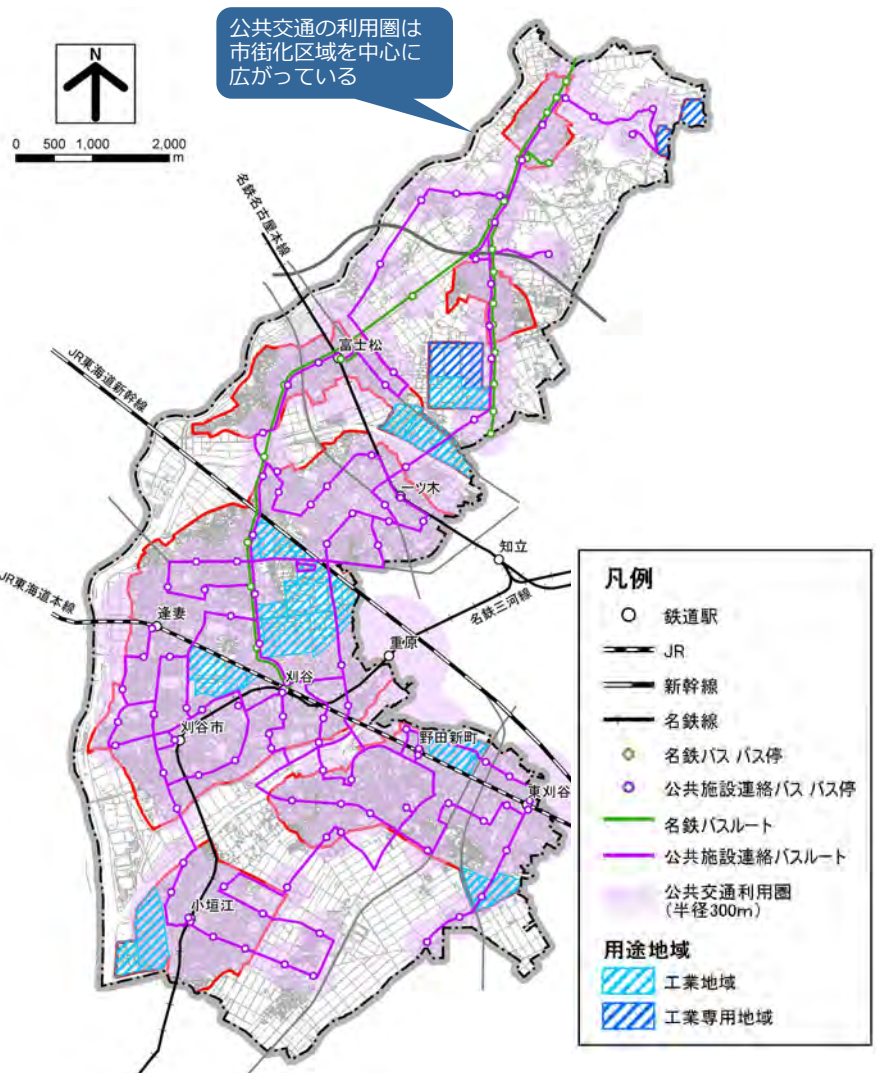 公共交通の利用圏は
市街化区域を中心に
広がっている
N
0 500 1,000 2,000
m
名鉄名古屋本線
富士松
JR東海道新幹線
一ツ木
知立
JR東海道本線
逢妻
名鉄三河線
重原
刈谷
刈谷市
野田新町
東刈谷
小垣江
凡例
鉄道駅
JR
新幹線
名鉄線
名鉄バス バス停
公共施設連絡バス バス停
名鉄バスルート
公共施設連絡バスルート
公共交通利用圏
(半径300m)
用途地域
工業地域
工業専用地域